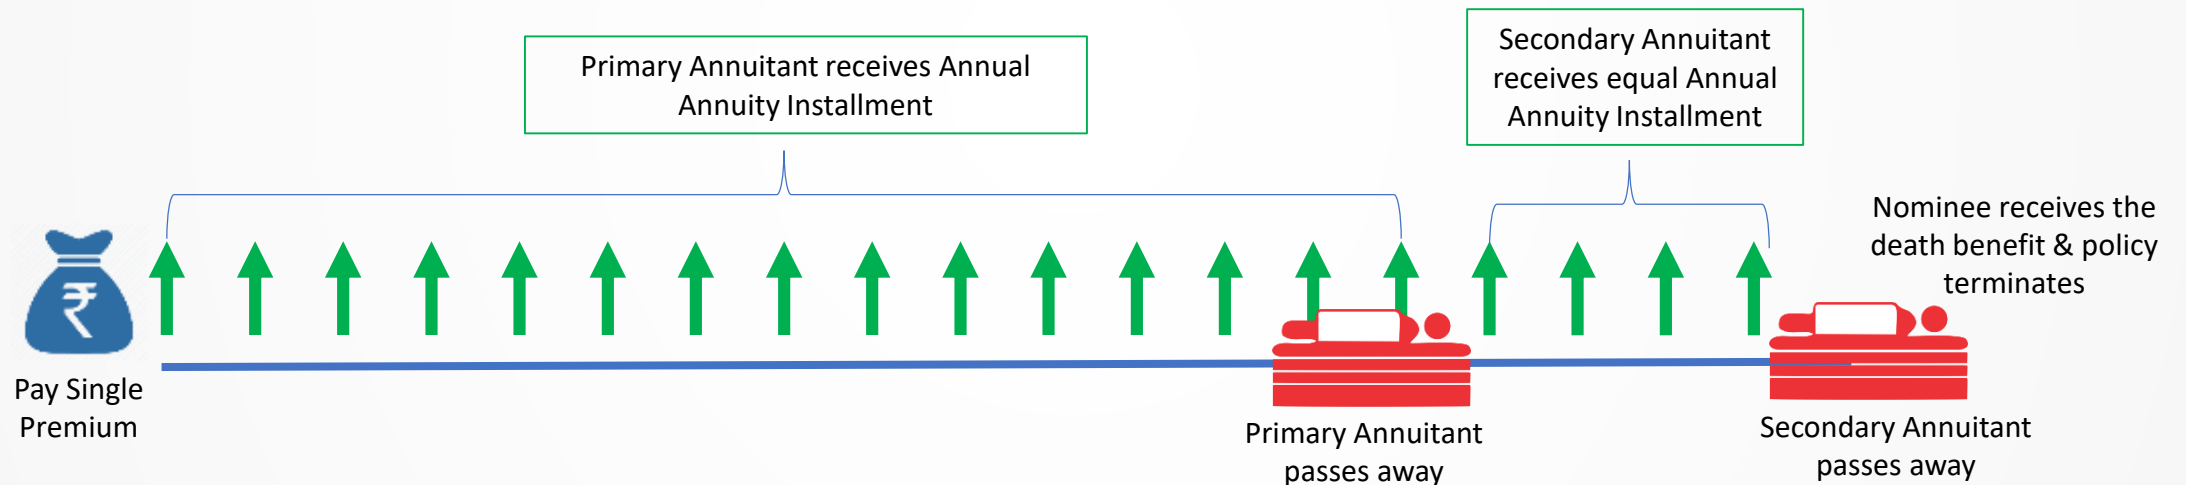 Primary Annuitant receives Annual
Annuity Installment
Secondary Annuitant
receives equal Annual
Annuity Installment
Nominee receives the
death benefit & policy
terminates
₹
Pay Single
Premium
Primary Annuitant
passes away
Secondary Annuitant
passes away